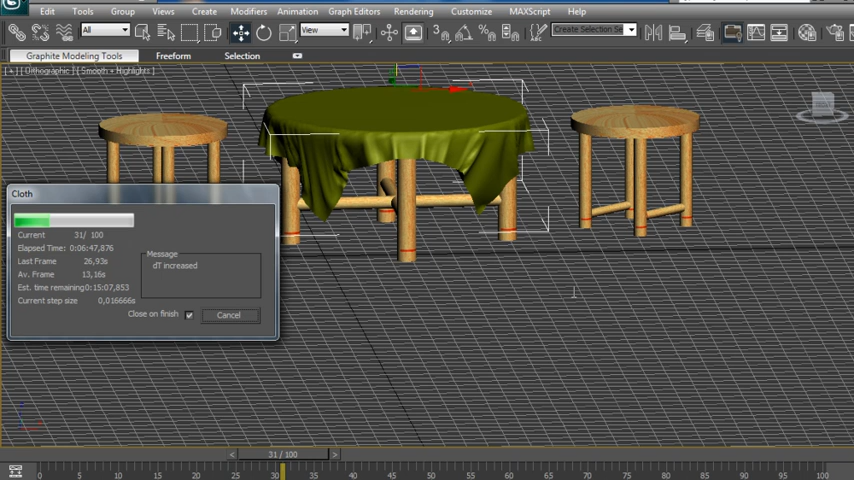 Edit Tools Group Views Create Modifiers Animation Graph Editors Rendering Customize MAXScript Help
All View 3 Create Selection Se
Graphite Modeling Tools Freeform Selection
[ + ] [ Orthographic ] [ Smooth + Highlights ]
Cloth
Current 31/ 100
Elapsed Time: 0:06:47,876
Last Frame 26,93s
Av. Frame 13,16s
Est. time remaining 0:15:07,853
Current step size 0,016666s
Message
dT increased
Close on finish
Cancel
< 31 / 100 >
0 5 10 15 20 25 30 35 40 45 50 55 60 65 70 75 80 85 90 95 100